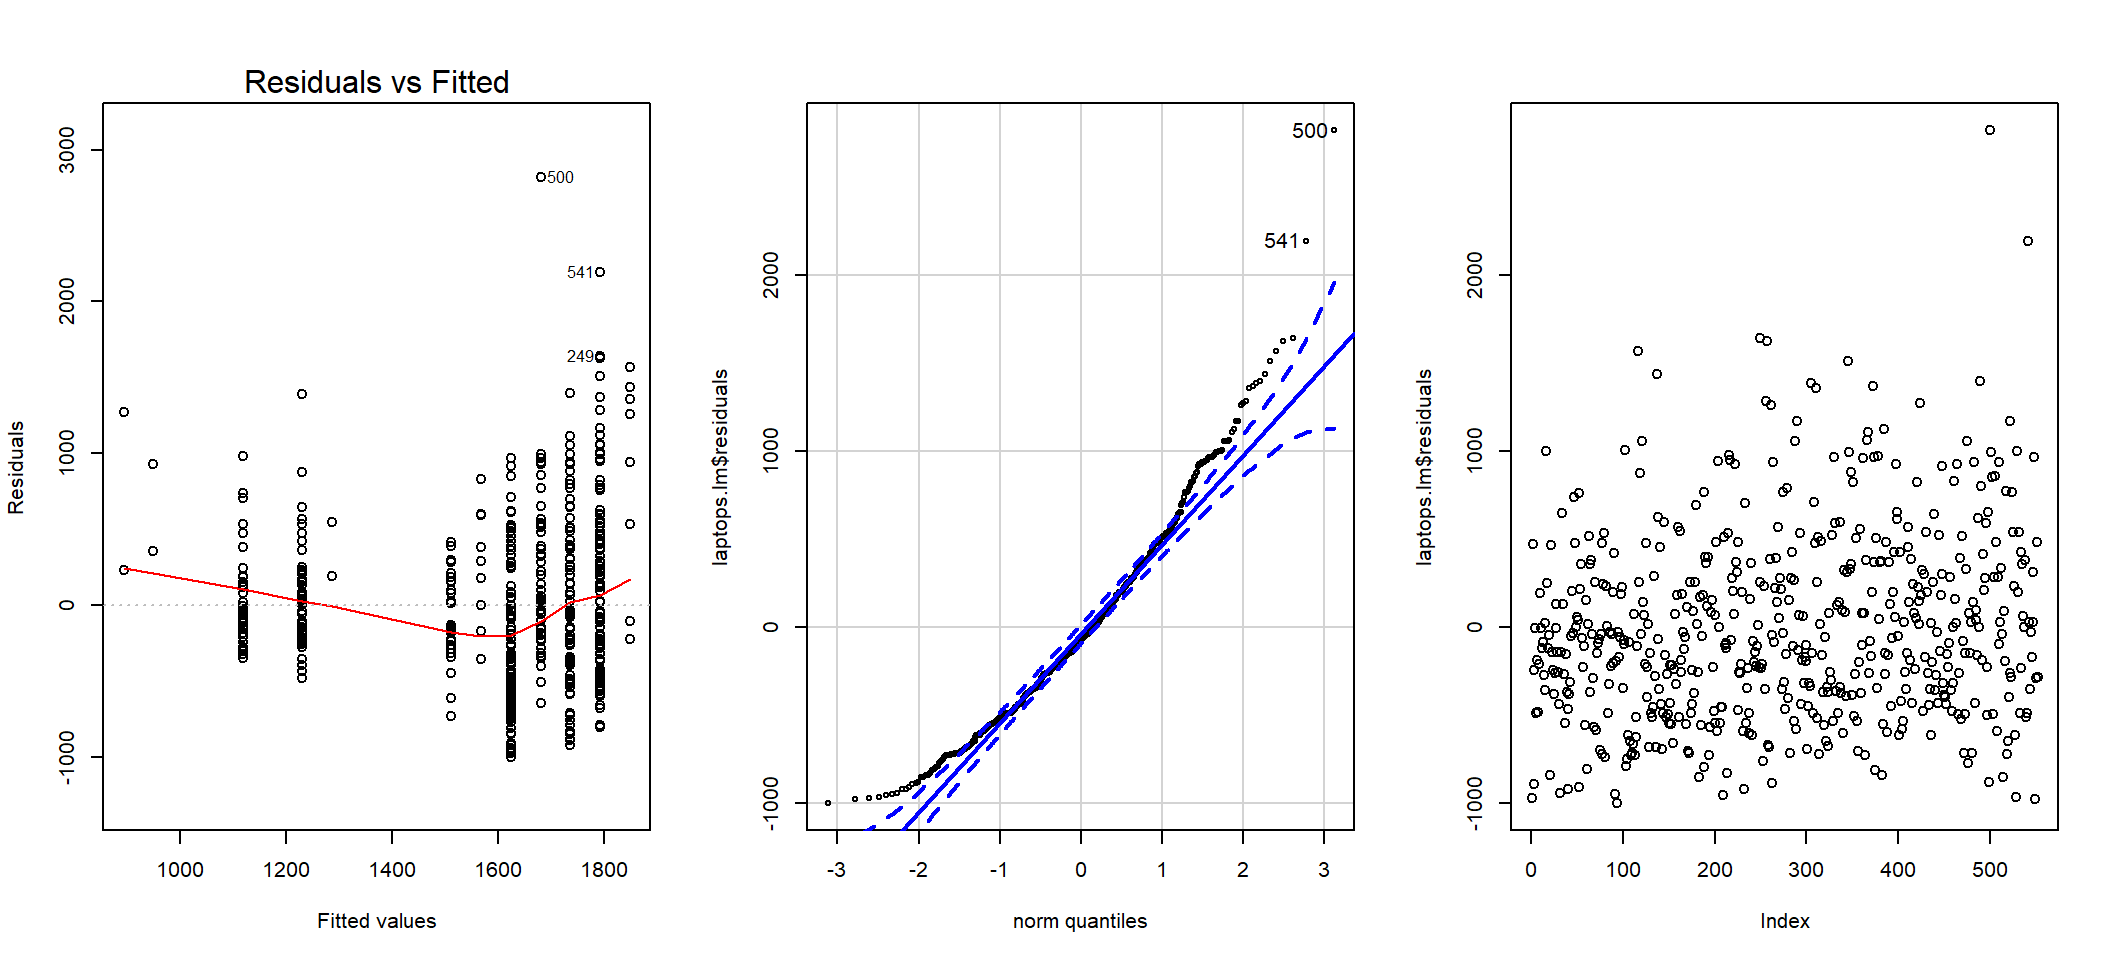 Residuals vs Fitted
Residuals
3000
2000
1000
0
-1000
500
541
249
1000 1200 1400 1600 1800
Fitted values
laptops.lm$residuals
2000
1000
0
-1000
500
541
-3 -2 -1 0 1 2 3
norm quantiles
laptops.lm$residuals
2000
1000
0
-1000
0 100 200 300 400 500
Index